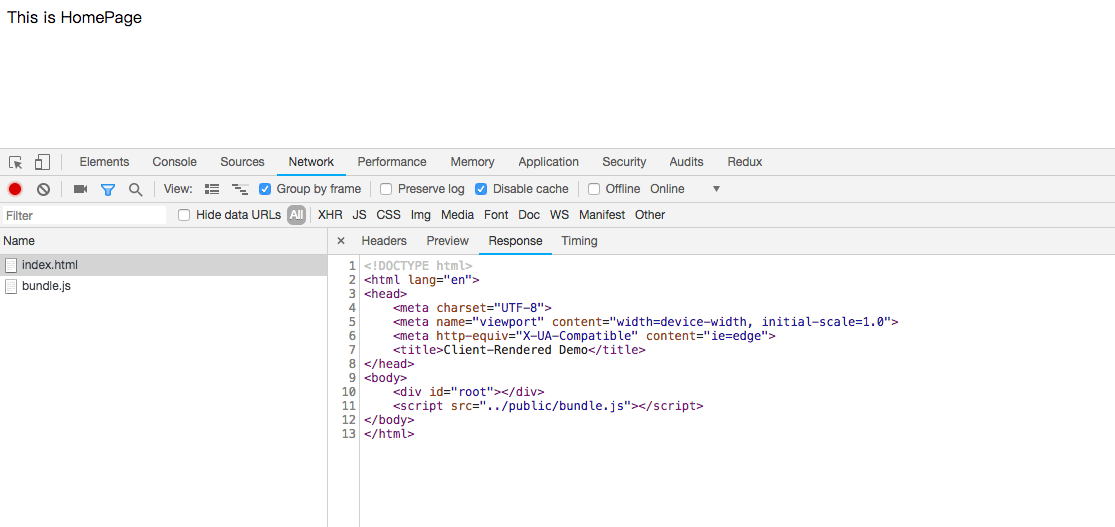 This is HomePage
Elements Console Sources Network Performance Memory Application Security Audits Redux
View: Group by frame Preserve log Disable cache Offline Online
Filter Hide data URLs All XHR JS CSS Img Media Font Doc WS Manifest Other
Name × Headers Preview Response Timing
index.html
bundle.js
1 <!DOCTYPE html>
2 <html lang="en">
3 <head>
4     <meta charset="UTF-8">
5     <meta name="viewport" content="width=device-width, initial-scale=1.0">
6     <meta http-equiv="X-UA-Compatible" content="ie=edge">
7     <title>Client-Rendered Demo</title>
8 </head>
9 <body>
10     <div id="root"></div>
11     <script src="../public/bundle.js"></script>
12 </body>
13 </html>